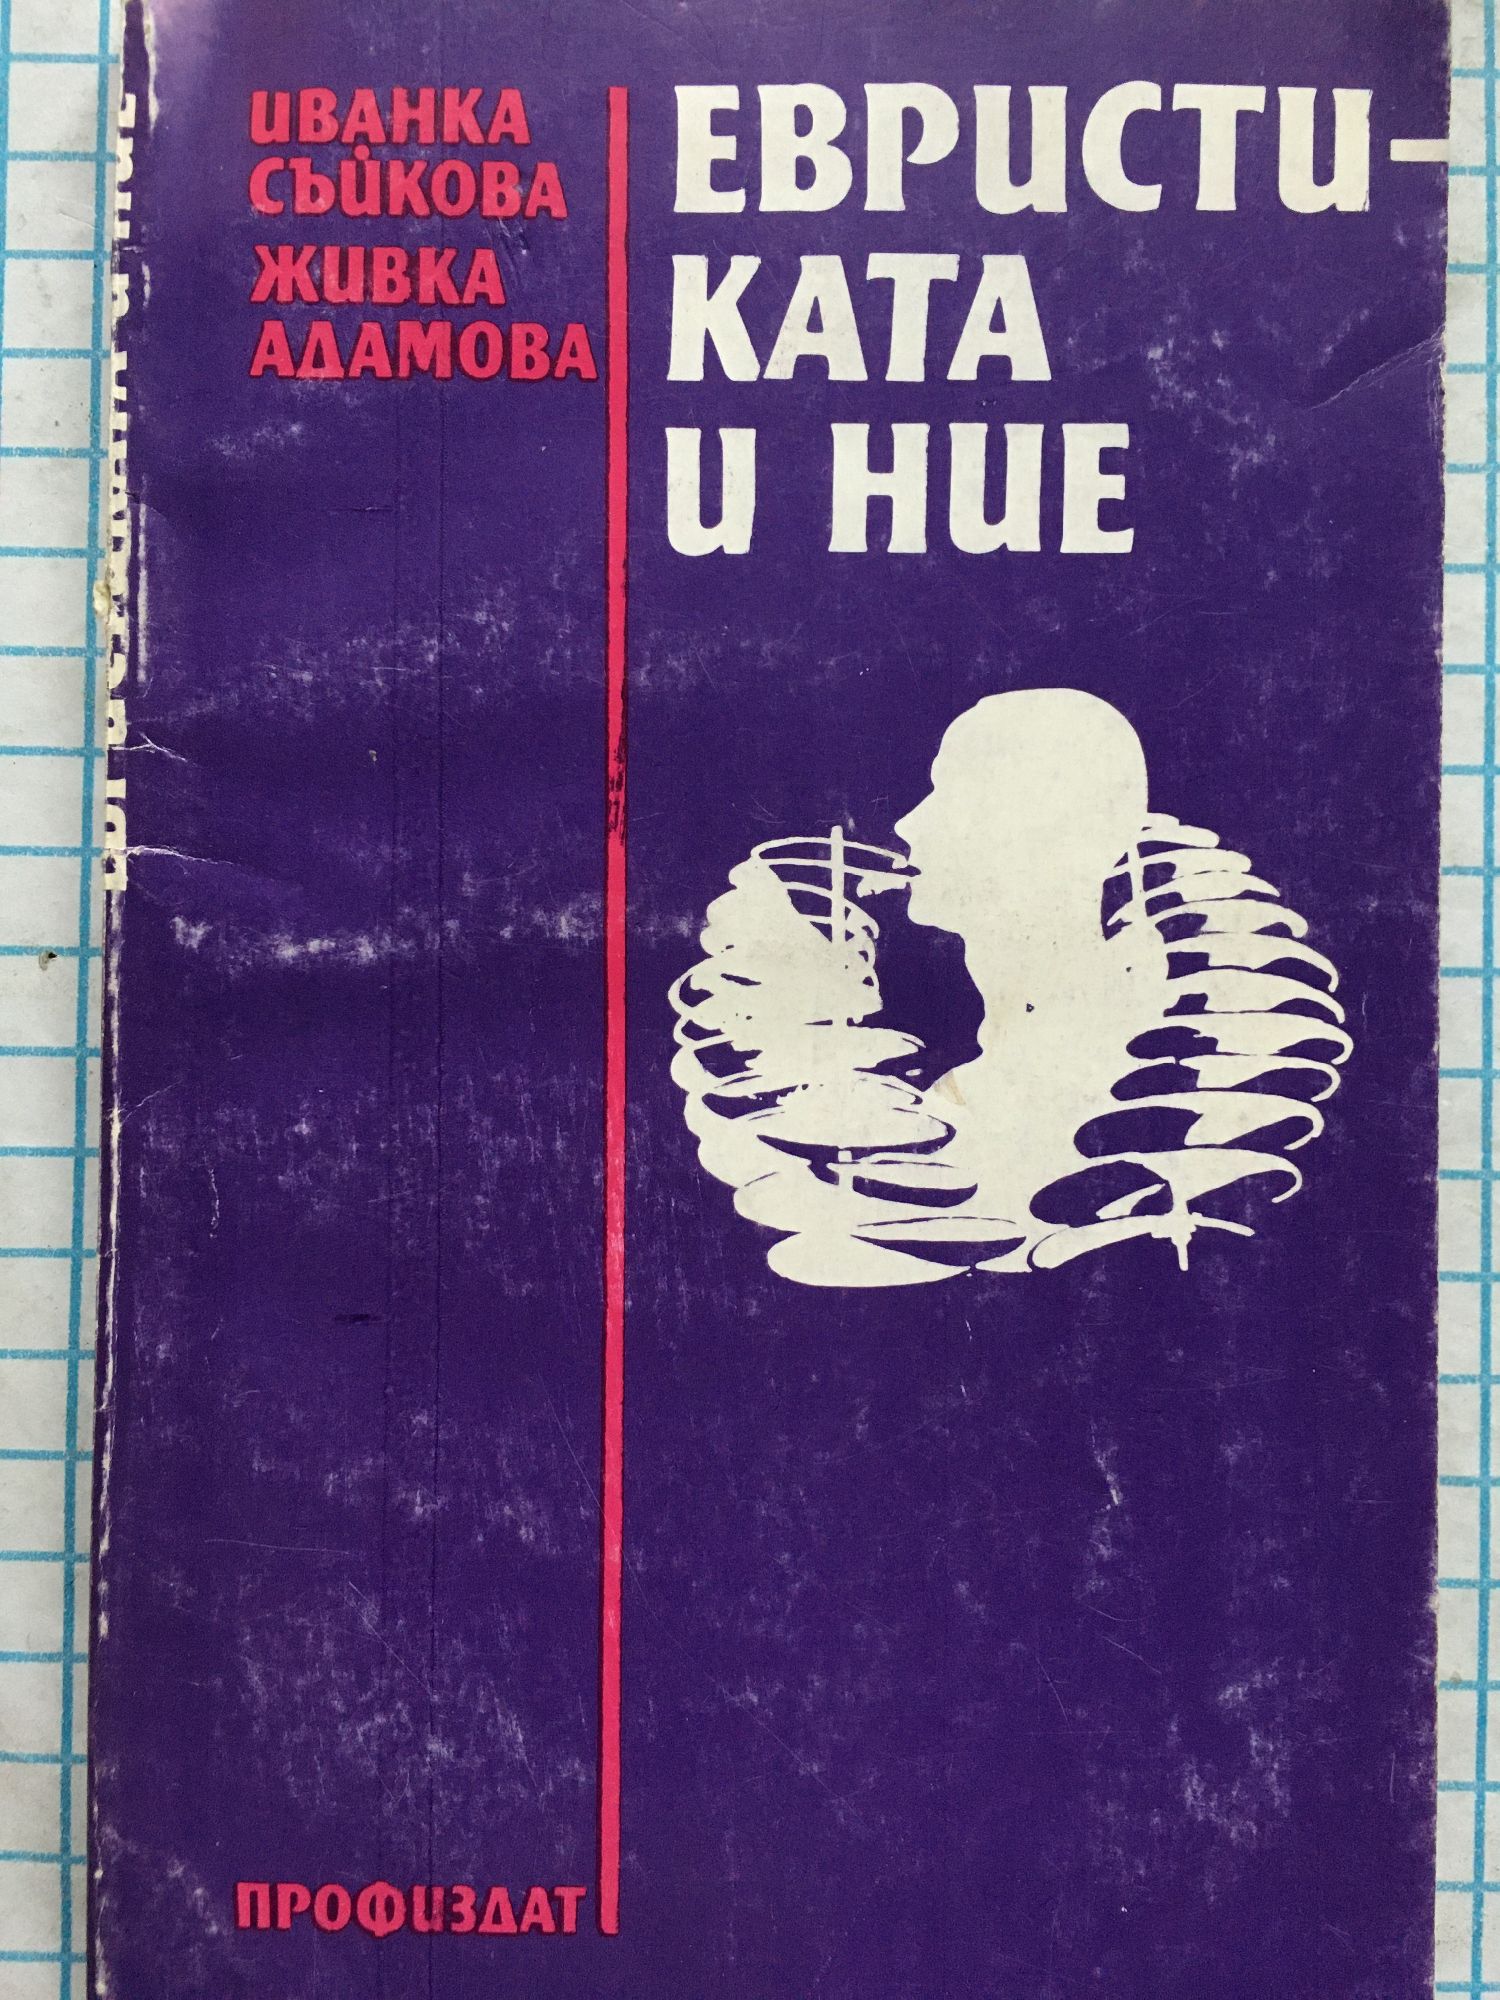 ИВАНКА
СЪЙКОВА
ЖИВКА
АДАМОВА
ЕВРИСТИ-
КАТА
И НИЕ
ПРОФИЗДАТ